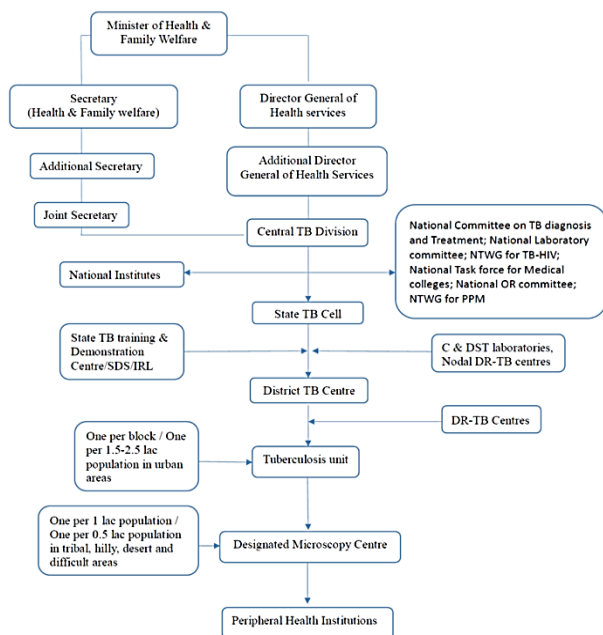 Minister of Health &
Family Welfare
Secretary
(Health & Family welfare)
Director General of
Health services
Additional Secretary
Additional Director
General of Health Services
Joint Secretary
Central TB Division
National Committee on TB diagnosis
and Treatment; National Laboratory
committee; NTWG for TB-HIV;
National Task force for Medical
colleges; National OR committee;
NTWG for PPM
National Institutes
State TB Cell
State TB training &
Demonstration
Centre/SDS/IRL
C & DST laboratories,
Nodal DR-TB centres
District TB Centre
DR-TB Centres
One per block / One
per 1.5-2.5 lac
population in urban
areas
Tuberculosis unit
One per 1 lac population /
One per 0.5 lac population
in tribal, hilly, desert and
difficult areas
Designated Microscopy Centre
Peripheral Health Institutions